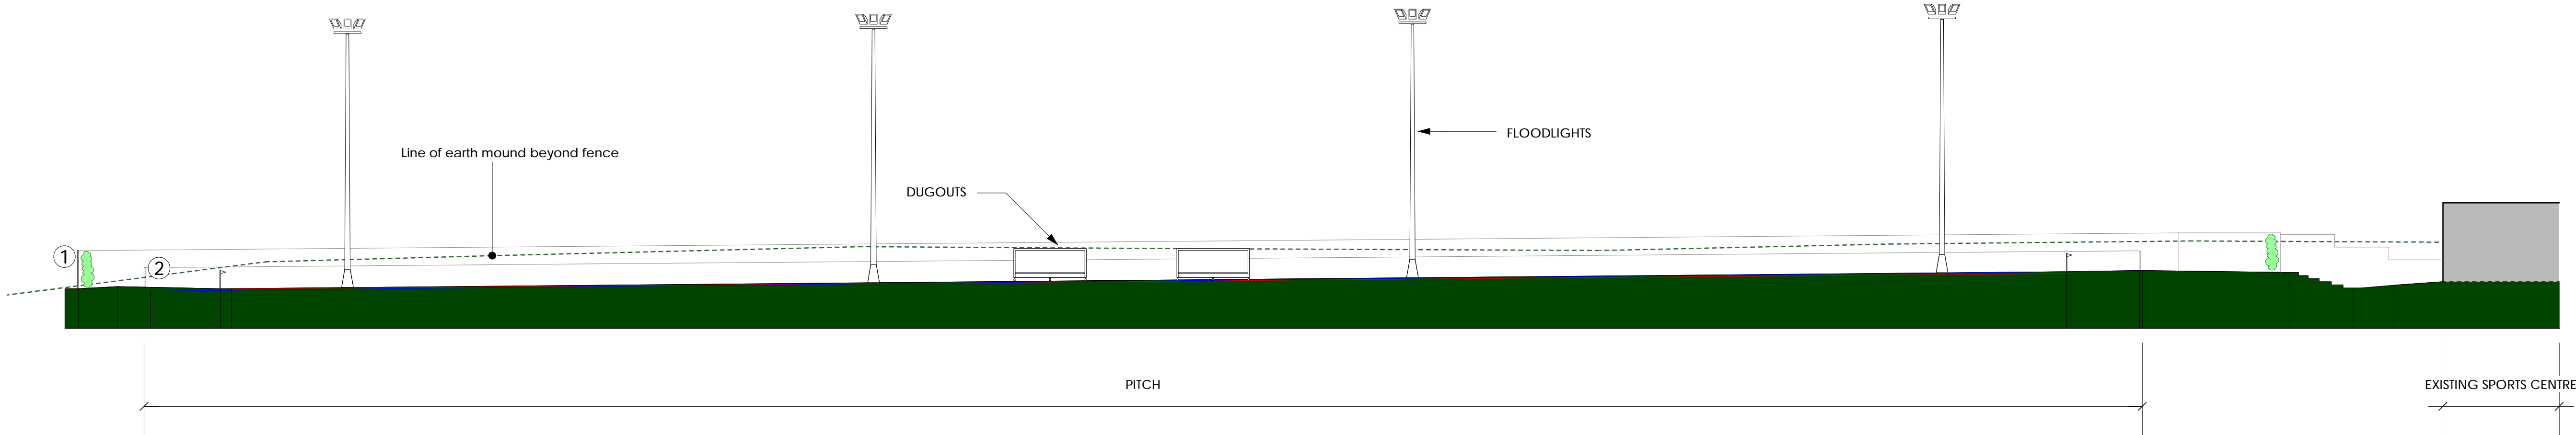 FLOODLIGHTS
Line of earth mound beyond fence
DUGOUTS
1
2
PITCH
EXISTING SPORTS CENTRE